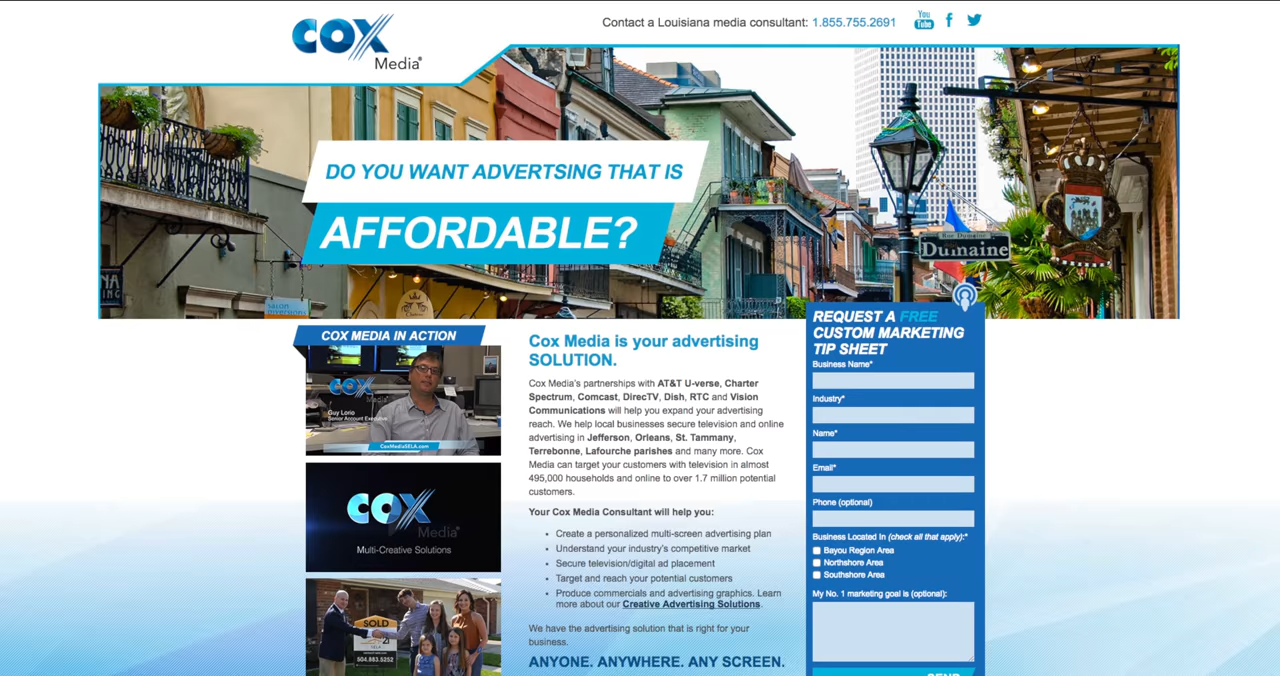 COX
Media®
Contact a Louisiana media consultant: 1.855.755.2691
You
Tube
DO YOU WANT ADVERTSING THAT IS
AFFORDABLE?
Rue Dumaine
Dumaine
COX MEDIA IN ACTION
COX
Media
Guy Lorio
Senior Account Executive
CoxMediaSELA.com
COX
Media®
Multi-Creative Solutions
SOLD
21
504.883.5252
Cox Media is your advertising
SOLUTION.
Cox Media's partnerships with AT&T U-verse, Charter
Spectrum, Comcast, DirecTV, Dish, RTC and Vision
Communications will help you expand your advertising
reach. We help local businesses secure television and online
advertising in Jefferson, Orleans, St. Tammany,
Terrebonne, Lafourche parishes and many more. Cox
Media can target your customers with television in almost
495,000 households and online to over 1.7 million potential
customers.
Your Cox Media Consultant will help you:
• Create a personalized multi-screen advertising plan
• Understand your industry's competitive market
• Secure television/digital ad placement
• Target and reach your potential customers
• Produce commercials and advertising graphics. Learn
more about our Creative Advertising Solutions.
We have the advertising solution that is right for your
business.
ANYONE. ANYWHERE. ANY SCREEN.
REQUEST A FREE
CUSTOM MARKETING
TIP SHEET
Business Name*
Industry*
Name*
Email*
Phone (optional)
Business Located In (check all that apply):*
Bayou Region Area
Northshore Area
Southshore Area
My No. 1 marketing goal is (optional):
SEND